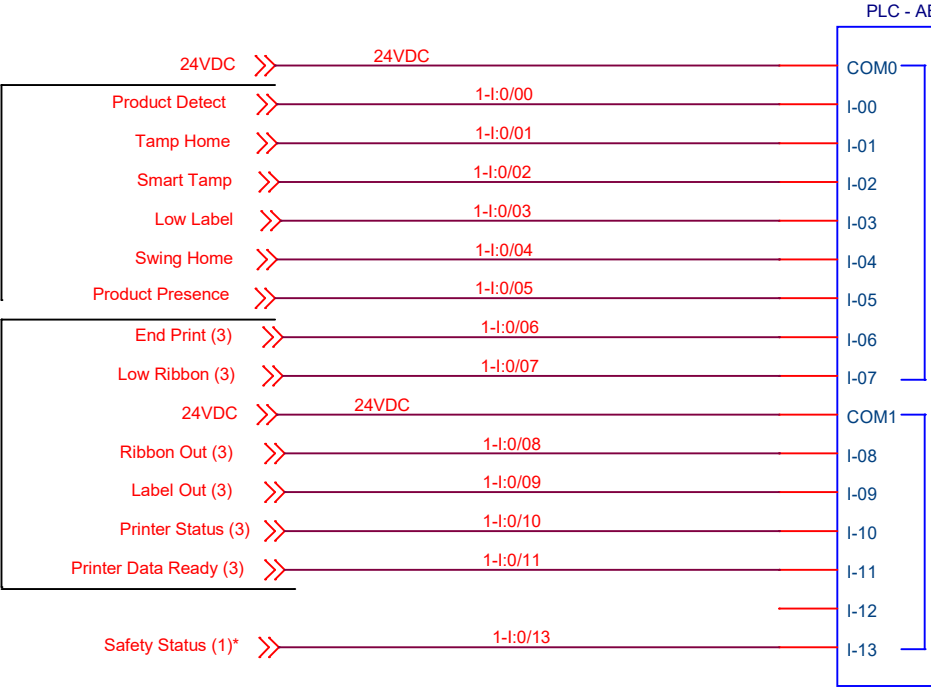 PLC - AB
24VDC 24VDC COM0
Product Detect 1-I:0/00 I-00
Tamp Home 1-I:0/01 I-01
Smart Tamp 1-I:0/02 I-02
Low Label 1-I:0/03 I-03
Swing Home 1-I:0/04 I-04
Product Presence 1-I:0/05 I-05
End Print (3) 1-I:0/06 I-06
Low Ribbon (3) 1-I:0/07 I-07
24VDC 24VDC COM1
Ribbon Out (3) 1-I:0/08 I-08
Label Out (3) 1-I:0/09 I-09
Printer Status (3) 1-I:0/10 I-10
Printer Data Ready (3) 1-I:0/11 I-11
I-12
Safety Status (1)* 1-I:0/13 I-13